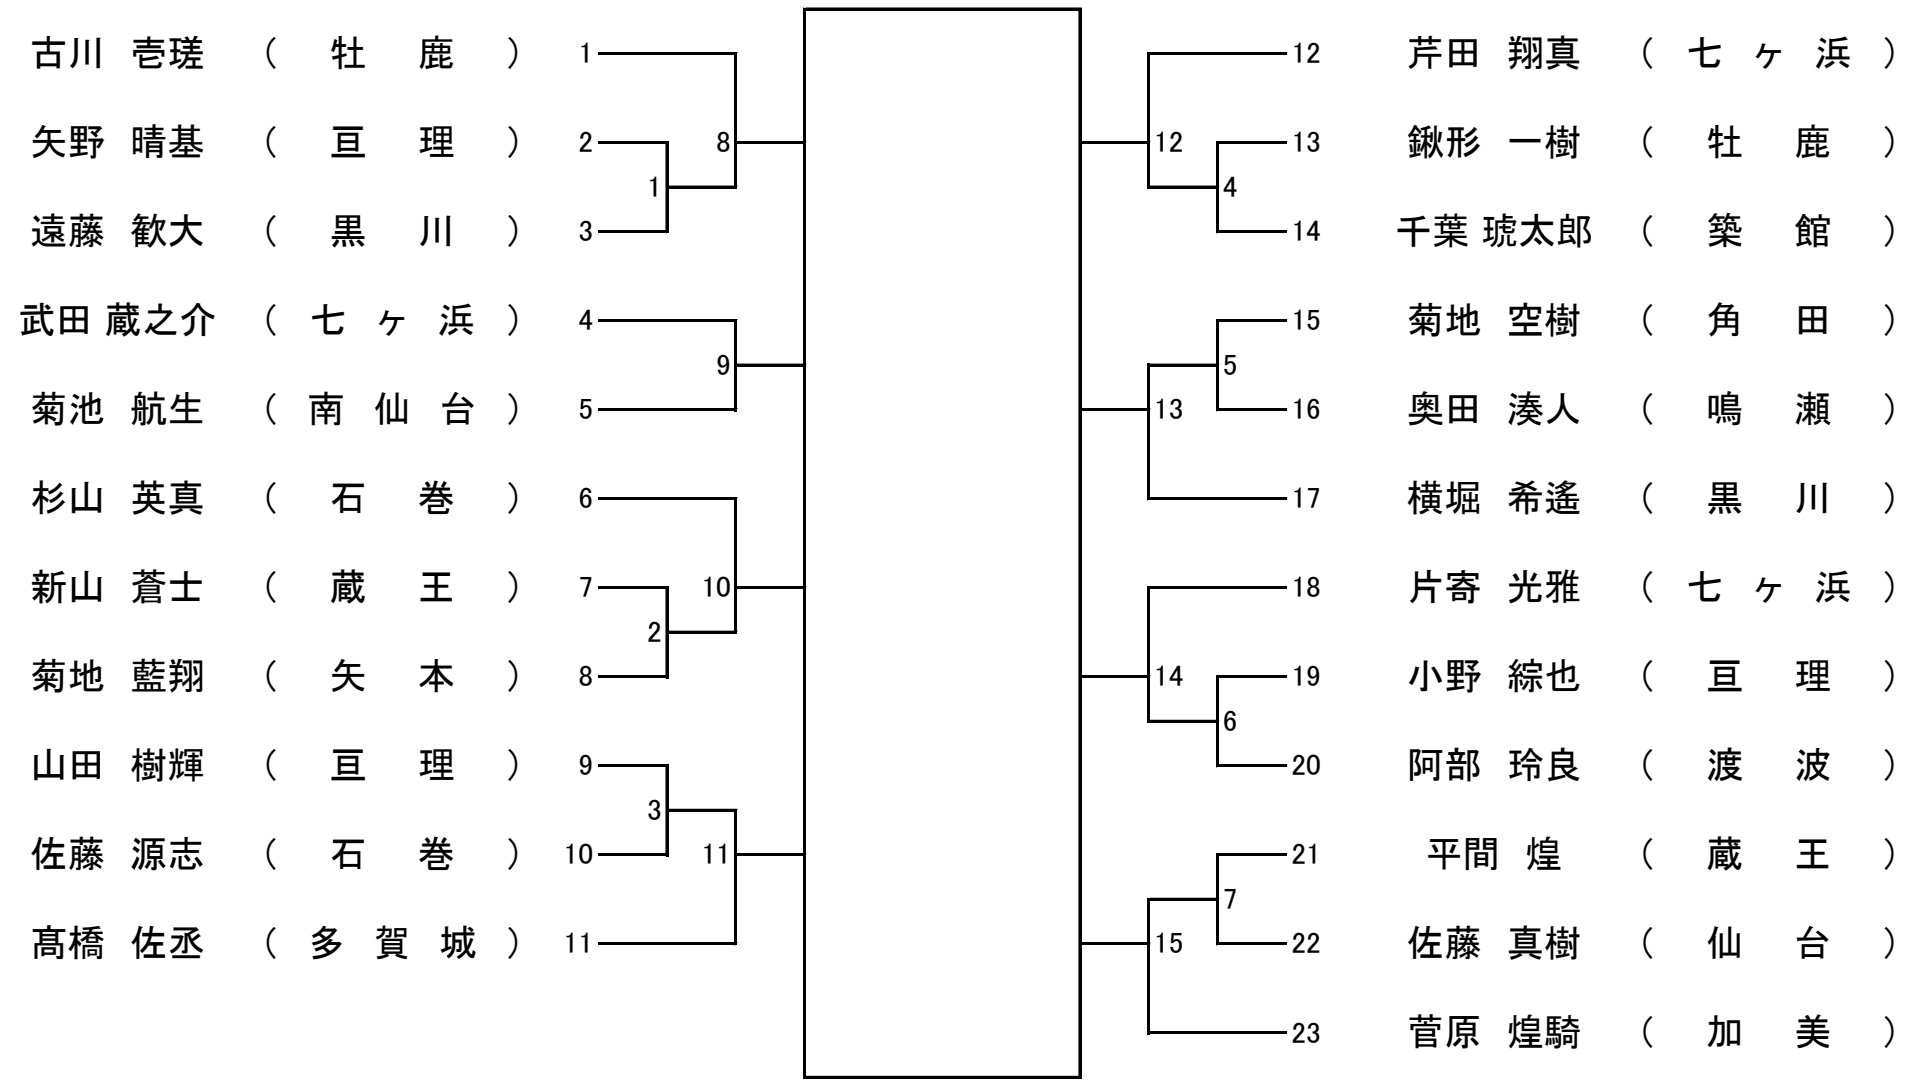 古川 壱瑳 ( 牡 鹿 ) 1
矢野 晴基 ( 亘 理 ) 2
遠藤 歓大 ( 黒 川 ) 3
武田 蔵之介 ( 七 ヶ 浜 ) 4
菊池 航生 ( 南 仙 台 ) 5
杉山 英真 ( 石 巻 ) 6
新山 蒼士 ( 蔵 王 ) 7
菊地 藍翔 ( 矢 本 ) 8
山田 樹輝 ( 亘 理 ) 9
佐藤 源志 ( 石 巻 ) 10
髙橋 佐丞 ( 多 賀 城 ) 11
8
1
9
10
2
3
11
12
4
5
13
14
6
7
15
12 芹田 翔真 ( 七 ヶ 浜 )
13 鍬形 一樹 ( 牡 鹿 )
14 千葉 琥太郎 ( 築 館 )
15 菊地 空樹 ( 角 田 )
16 奥田 湊人 ( 鳴 瀬 )
17 横堀 希遙 ( 黒 川 )
18 片寄 光雅 ( 七 ヶ 浜 )
19 小野 綜也 ( 亘 理 )
20 阿部 玲良 ( 渡 波 )
21 平間 煌 ( 蔵 王 )
22 佐藤 真樹 ( 仙 台 )
23 菅原 煌騎 ( 加 美 )